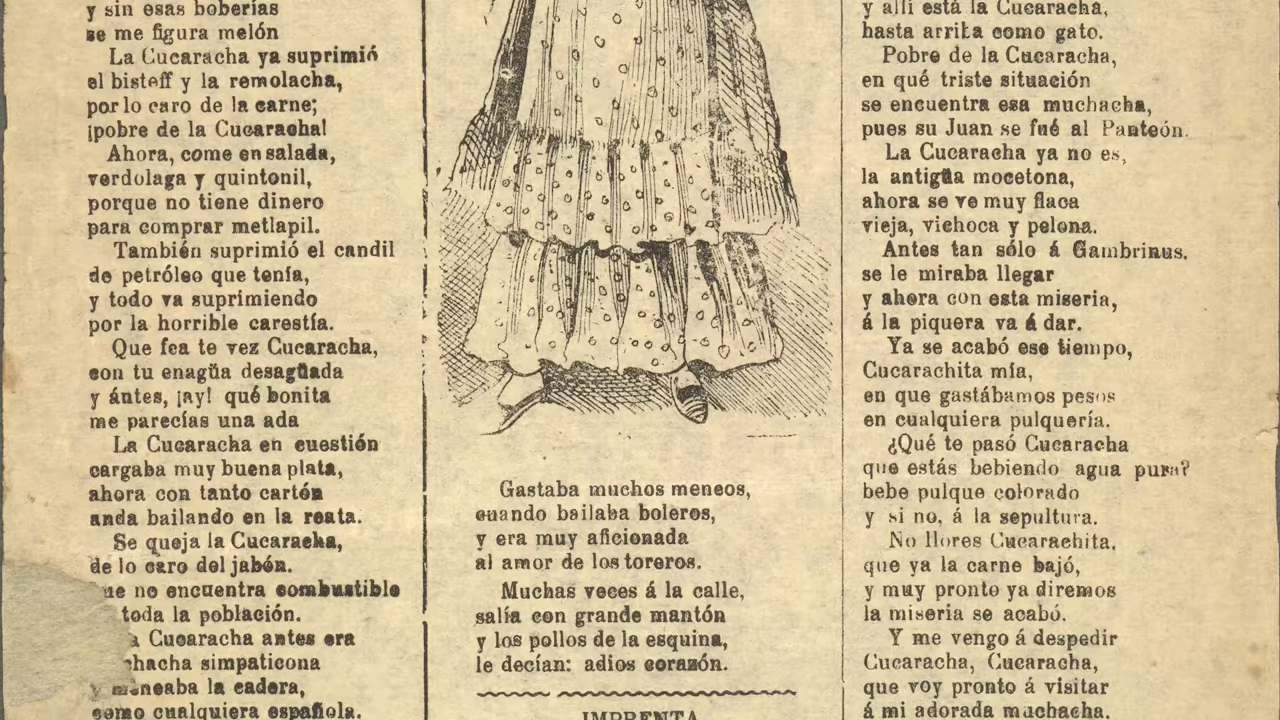 y sin esas boberías
se me figura melón
La Cucaracha ya suprimió
el bisteff y la remolacha,
por lo caro de la carne;
¡pobre de la Cucaracha!
Ahora, come ensalada,
verdolaga y quintonil,
porque no tiene dinero
para comprar metlapil.
También suprimió el candil
de petróleo que tenía,
y todo va suprimiendo
por la horrible carestía.
Que fea te vez Cucaracha,
con tu enagüa desagüada
y ántes, ¡ay! qué bonita
me parecías una ada
La Cucaracha en cuestión
cargaba muy buena plata,
ahora con tanto cartón
anda bailando en la reata.
Se queja la Cucaracha,
de lo caro del jabón.
ue no encuentra combustible
toda la población.
a Cucaracha antes era
chacha simpaticona
y meneaba la cadera,
como cualquiera española.
Gastaba muchos meneos,
cuando bailaba boleros,
y era muy aficionada
al amor de los toreros.
Muchas veces á la calle,
salía con grande mantón
y los pollos de la esquina,
le decían: adios corazón.
IMPRENTA
y allí está la Cucaracha,
hasta arriba como gato.
Pobre de la Cucaracha,
en qué triste situación
se encuentra esa muchacha,
pues su Juan se fué al Panteón.
La Cucaracha ya no es,
la antigüa mocetona,
ahora se ve muy flaca
vieja, vichoca y pelona.
Antes tan sólo á Gambrinus.
se le miraba llegar
y ahora con esta miseria,
á la piquera va á dar.
Ya se acabó ese tiempo,
Cucarachita mía,
en que gastábamos pesos
en cualquiera pulquería.
¿Qué te pasó Cucaracha
que estás bebiendo agua pura?
bebe pulque colorado
y si no, á la sepultura.
No llores Cucarachita,
que ya la carne bajó,
y muy pronto ya diremos
la miseria se acabó.
Y me vengo á despedir
Cucaracha, Cucaracha,
que voy pronto á visitar
á mi adorada muchacha,